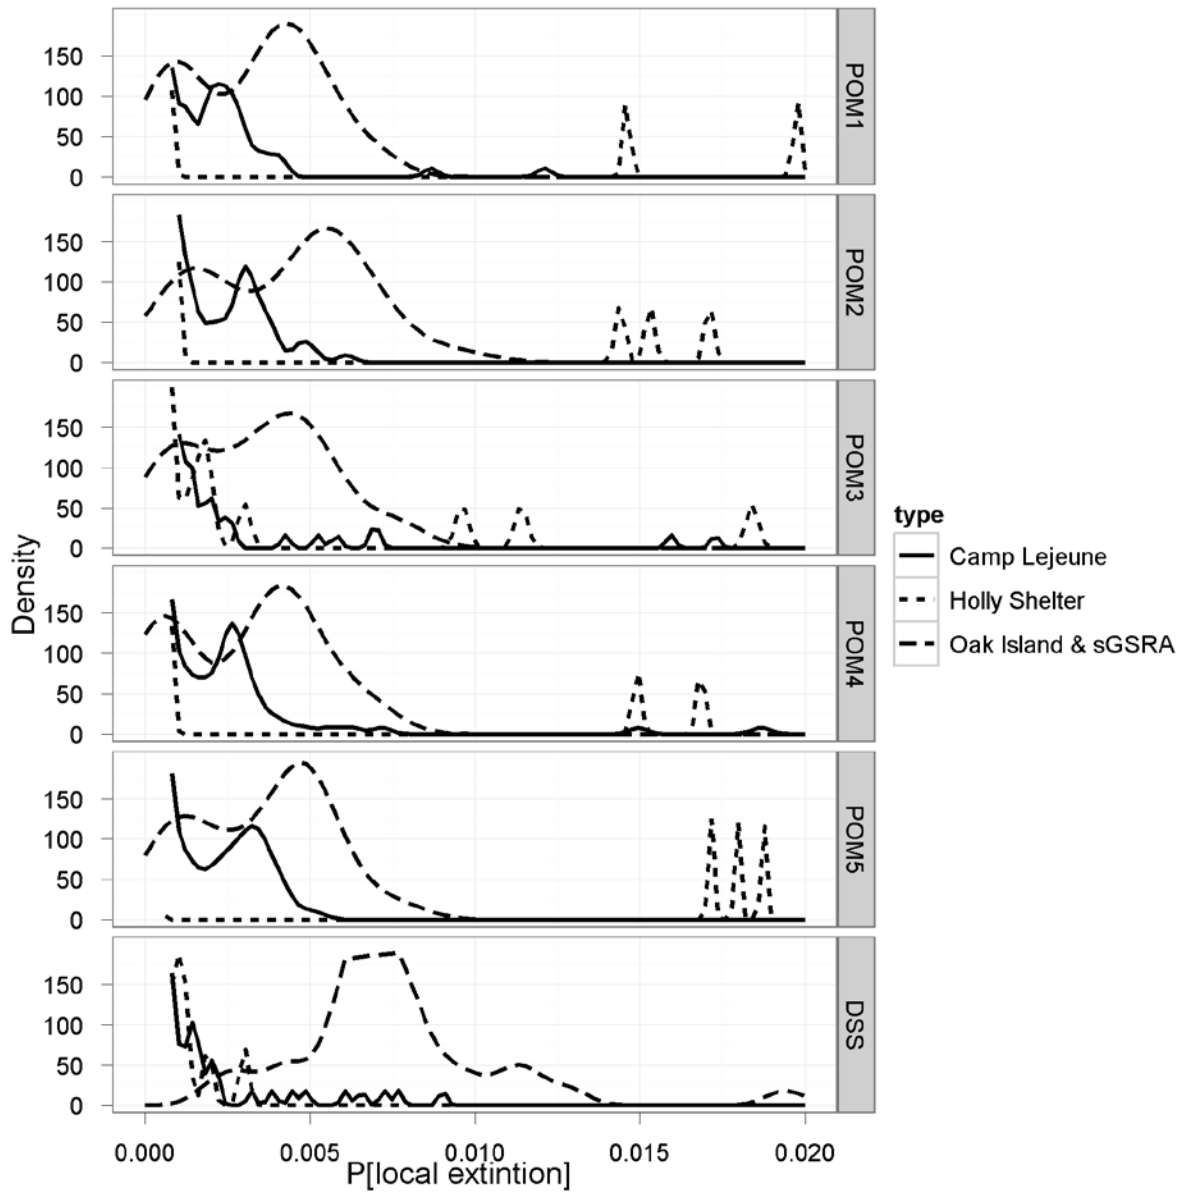 150
100
50
0
POM1
150
100
50
0
POM2
150
100
50
0
POM3
150
100
50
0
POM4
150
100
50
0
POM5
150
100
50
0
DSS
Density
0.000 0.005 0.010 0.015 0.020
P[local extintion]
type
Camp Lejeune
Holly Shelter
Oak Island & sGSRA